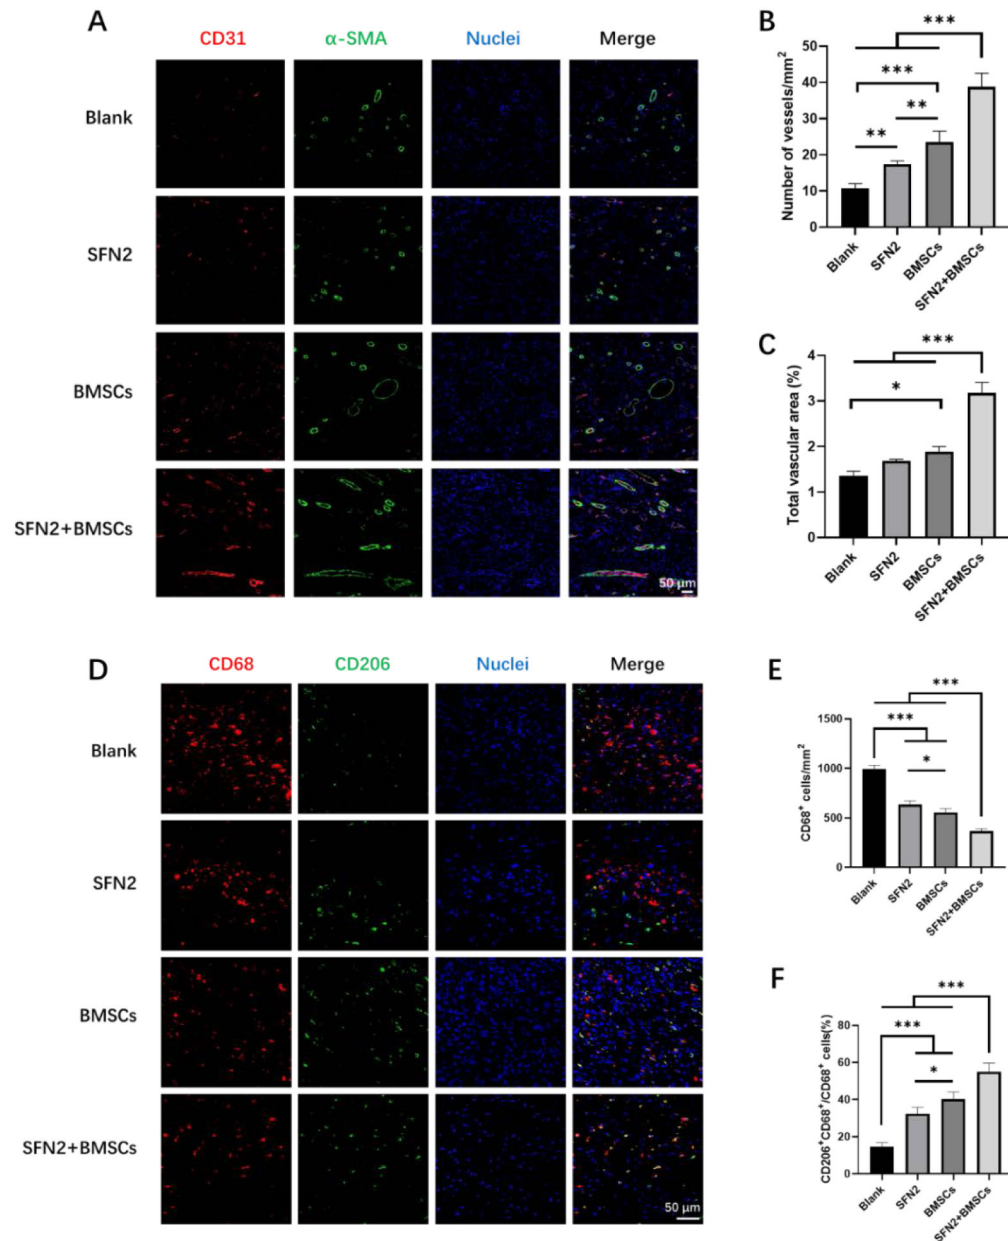 A
CD31 α-SMA Nuclei Merge
Blank
SFN2
BMSCs
SFN2+BMSCs
50 μm
B
***
***
**
**
Number of vessels/mm²
50
40
30
20
10
0
Blank SFN2 BMSCs SFN2+BMSCs
C
***
*
Total vascular area (%)
4
3
2
1
0
Blank SFN2 BMSCs SFN2+BMSCs
D
CD68 CD206 Nuclei Merge
Blank
SFN2
BMSCs
SFN2+BMSCs
50 μm
E
***
***
*
CD68⁺ cells/mm²
1500
1000
500
0
Blank SFN2 BMSCs SFN2+BMSCs
F
***
***
*
CD206⁺CD68⁺/CD68⁺ cells(%)
80
60
40
20
0
Blank SFN2 BMSCs SFN2+BMSCs